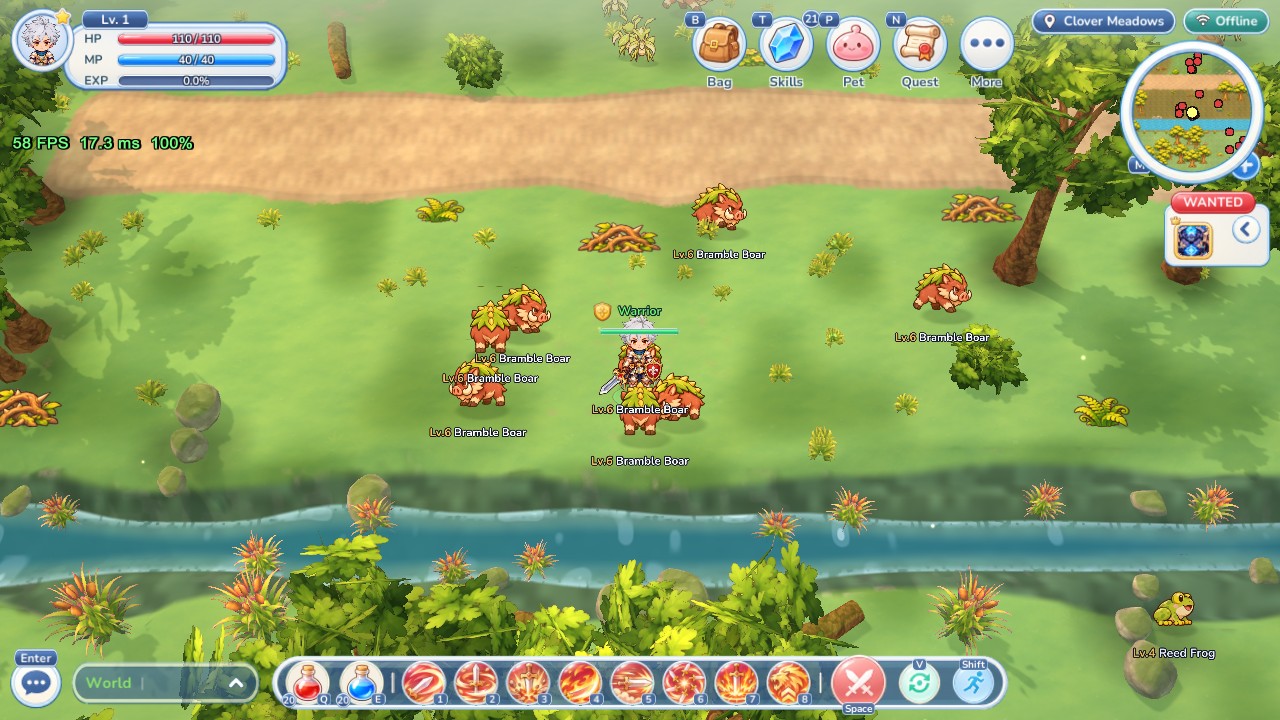 Lv. 1
HP 110/110
MP 40/40
EXP 0.0%
58 FPS 17.3 ms 100%
B
Bag
T
Skills
21 P
Pet
N
Quest
More
Clover Meadows
Offline
M
WANTED
Lv.6 Bramble Boar
Warrior
Lv.6 Bramble Boar
Lv.6 Bramble Boar
Lv.6 Bramble Boar
Lv.6 Bramble Boar
Lv.6 Bramble Boar
Lv.6 Bramble Boar
Lv.4 Reed Frog
Enter
World
20 Q
20 E
1
2
3
4
5
6
7
8
Space
V
Shift